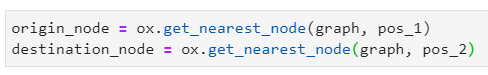 origin_node = ox.get_nearest_node(graph, pos_1)
destination_node = ox.get_nearest_node(graph, pos_2)